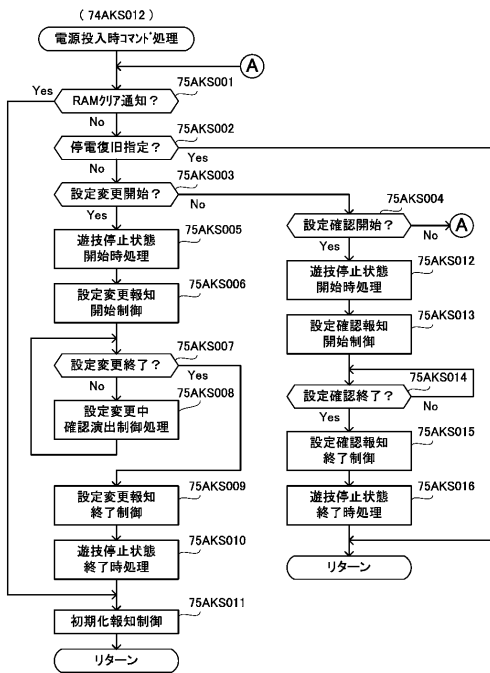 (74AKS012)
電源投入時コマンド処理
A
75AKS001
Yes
RAMクリア通知？
No
75AKS002
停電復旧指定？
Yes
No
75AKS003
設定変更開始？
No
Yes
75AKS004
設定確認開始？
No
A
Yes
75AKS005
遊技停止状態
開始時処理
75AKS006
設定変更報知
開始制御
75AKS007
設定変更終了？
Yes
No
75AKS008
設定変更中
確認演出制御処理
75AKS009
設定変更報知
終了制御
75AKS010
遊技停止状態
終了時処理
75AKS011
初期化報知制御
リターン
75AKS012
遊技停止状態
開始時処理
75AKS013
設定確認報知
開始制御
75AKS014
設定確認終了？
No
Yes
75AKS015
設定確認報知
終了制御
75AKS016
遊技停止状態
終了時処理
リターン